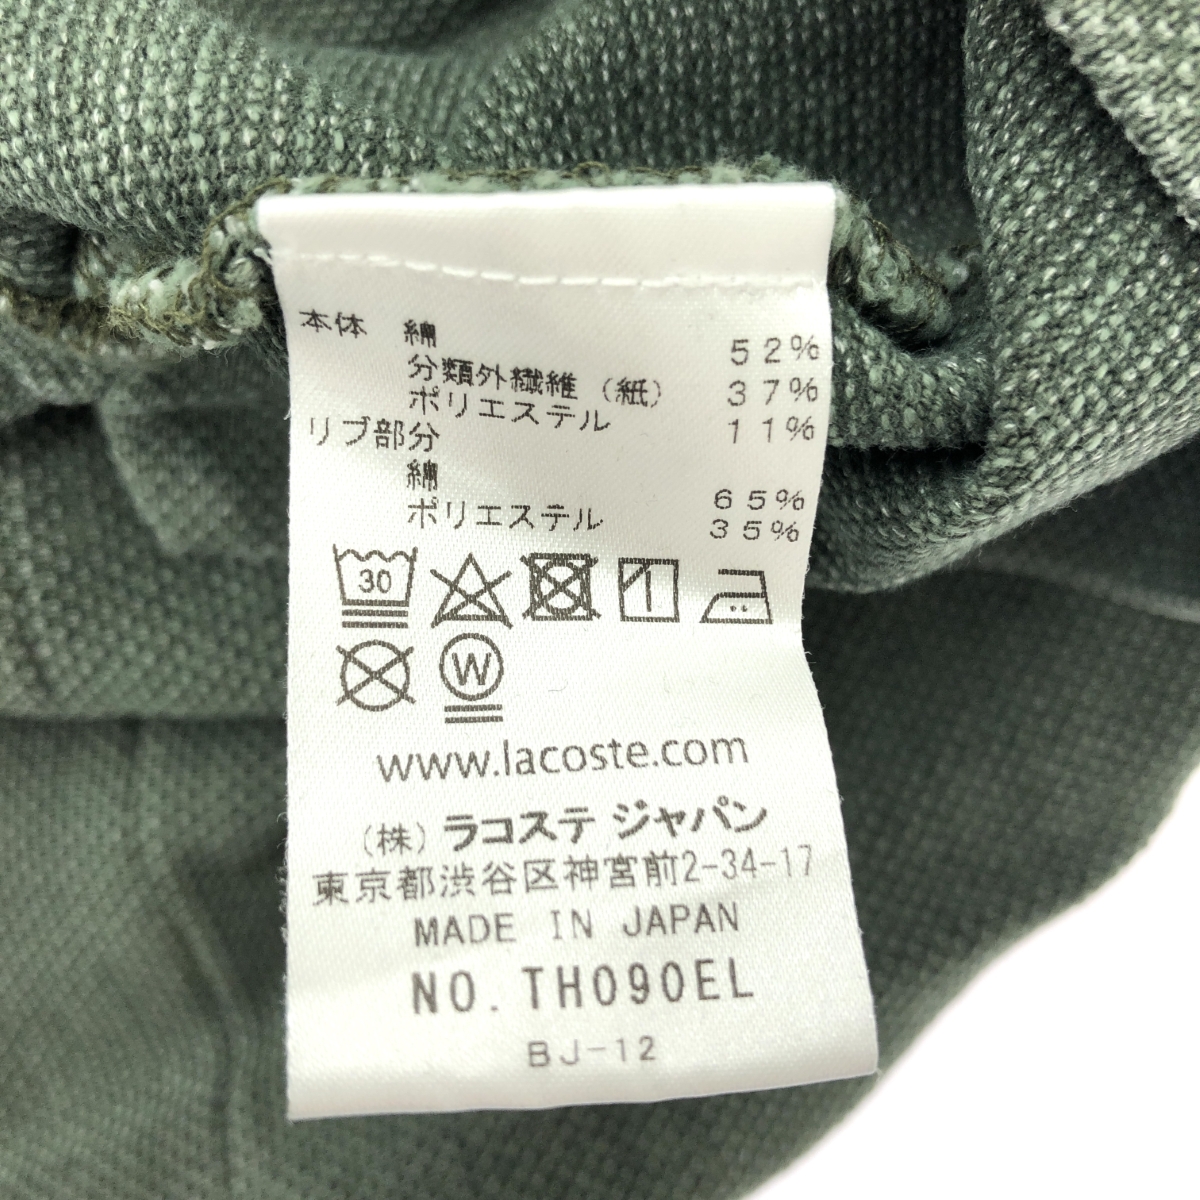 本体 綿 52%
分類外繊維（紙） 37%
ポリエステル 11%
リブ部分
綿 65%
ポリエステル 35%
30
W
www.lacoste.com
（株）ラコステ ジャパン
東京都渋谷区神宮前2-34-17
MADE IN JAPAN
NO. TH090EL
BJ-12